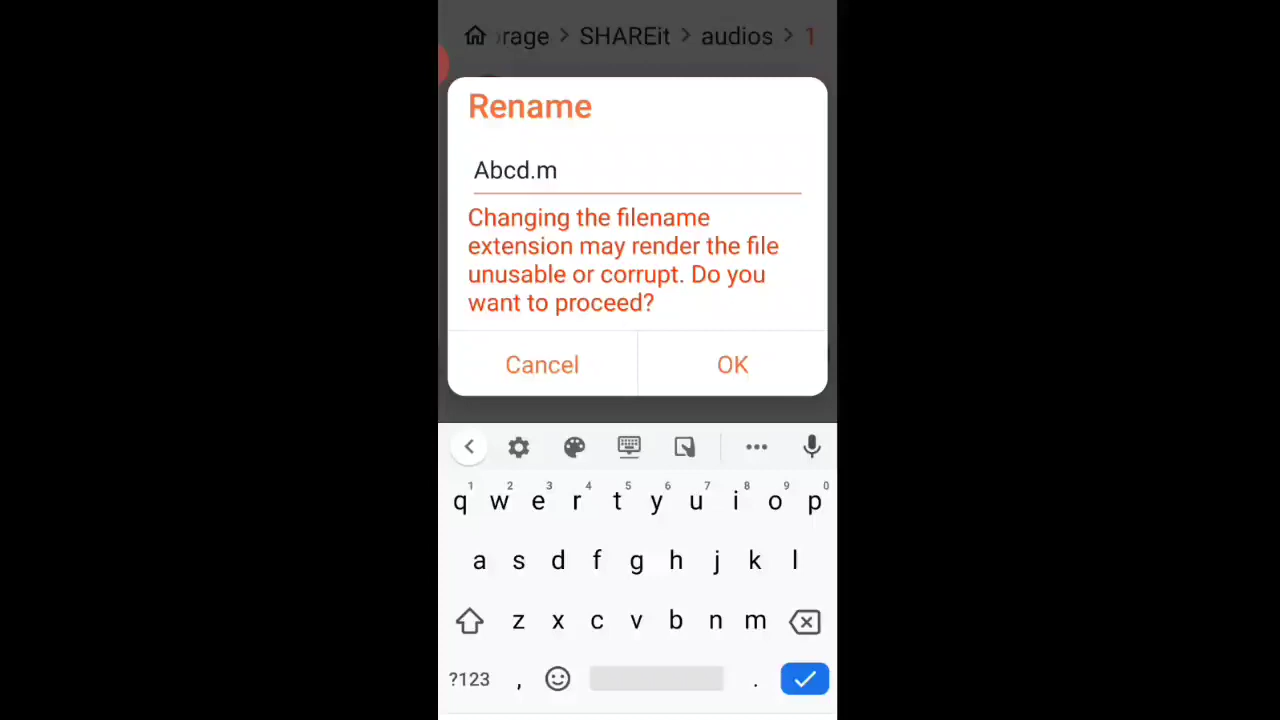 rage > SHAREit > audios > 1
Rename
Abcd.m
Changing the filename
extension may render the file
unusable or corrupt. Do you
want to proceed?
Cancel OK
1 2 3 4 5 6 7 8 9 0
q w e r t y u i o p
a s d f g h j k l
z x c v b n m
?123 , .